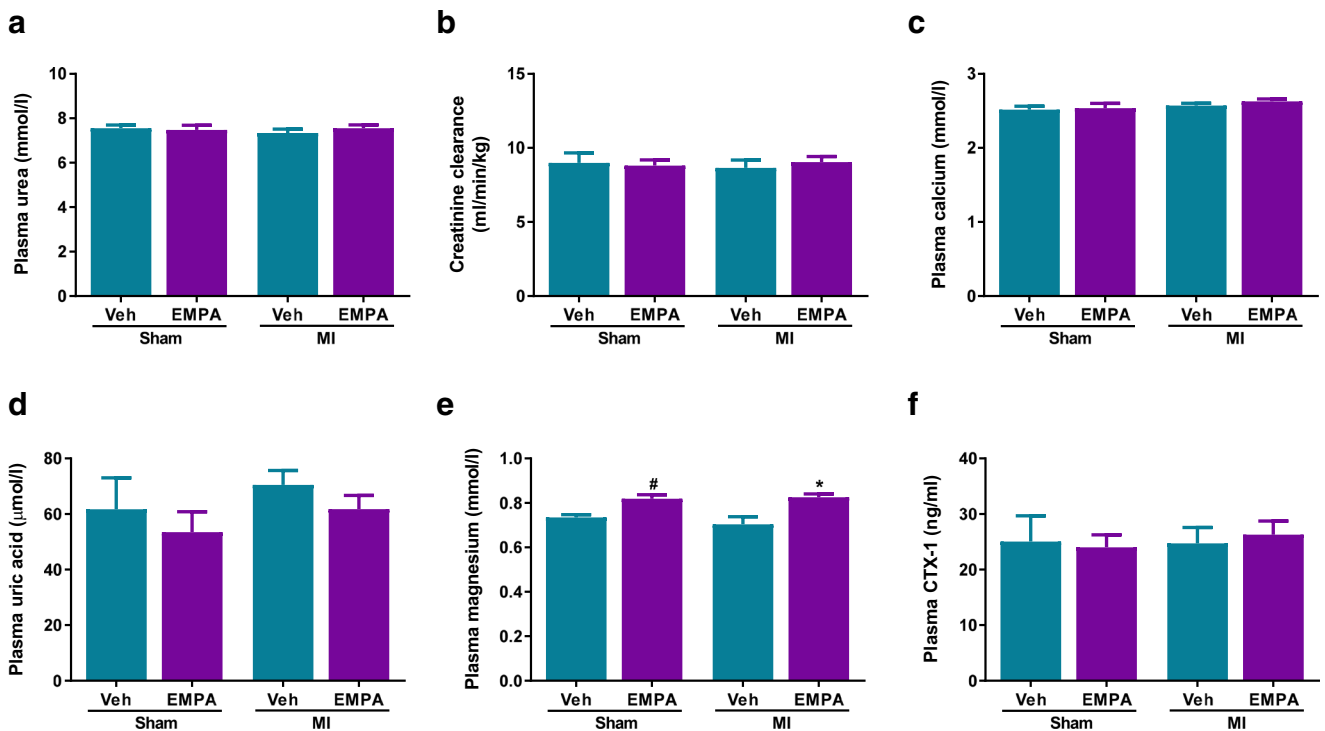 a
Plasma urea (mmol/l)
10
8
6
4
2
0
Veh EMPA Veh EMPA
Sham MI
b
Creatinine clearance
(ml/min/kg)
15
10
5
0
Veh EMPA Veh EMPA
Sham MI
c
Plasma calcium (mmol/l)
3
2
1
0
Veh EMPA Veh EMPA
Sham MI
d
Plasma uric acid (μmol/l)
80
60
40
20
0
Veh EMPA Veh EMPA
Sham MI
e
Plasma magnesium (mmol/l)
1.0
0.8
0.6
0.4
0.2
0.0
# *
Veh EMPA Veh EMPA
Sham MI
f
Plasma CTX-1 (ng/ml)
40
30
20
10
0
Veh EMPA Veh EMPA
Sham MI